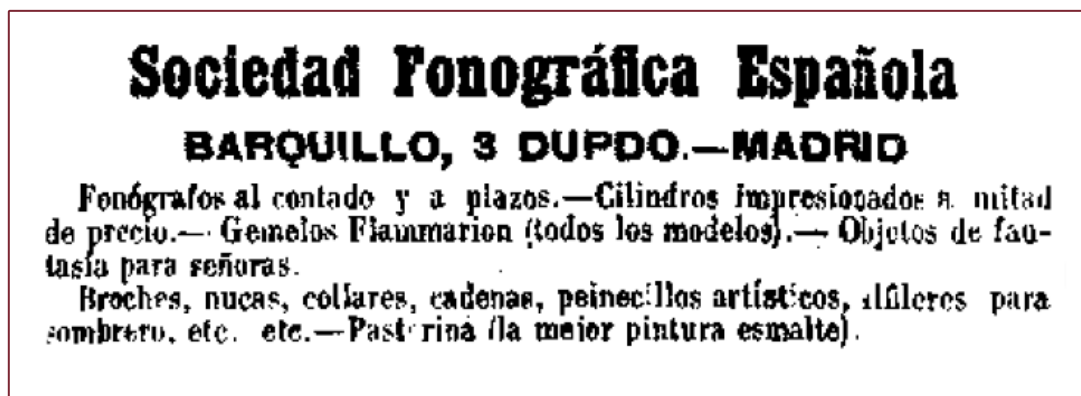 Sociedad Fonográfica Española
BARQUILLO, 3 DUPDO.—MADRID
Fonógrafos al contado y a plazos.—Cilindros impresionados a mitad
de precio.— Gemelos Flammarion (todos los modelos).— Objetos de fan-
tasía para señoras.
Broches, nucas, collares, cadenas, peinecillos artísticos, alfileres para
sombrero, etc. etc.— (la mejor pintura esmalte).